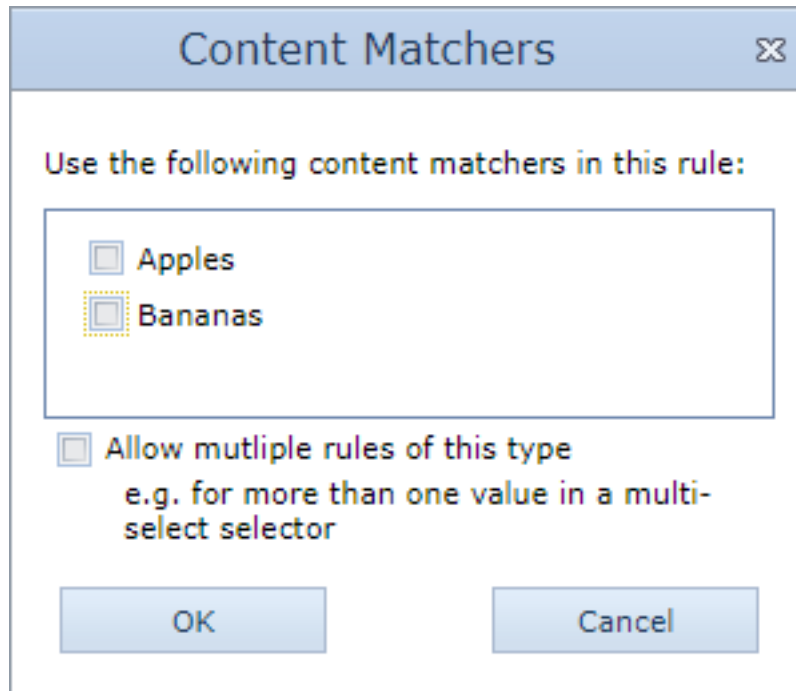 Content Matchers
Use the following content matchers in this rule:
Apples
Bananas
Allow mutliple rules of this type
e.g. for more than one value in a multi-
select selector
OK
Cancel